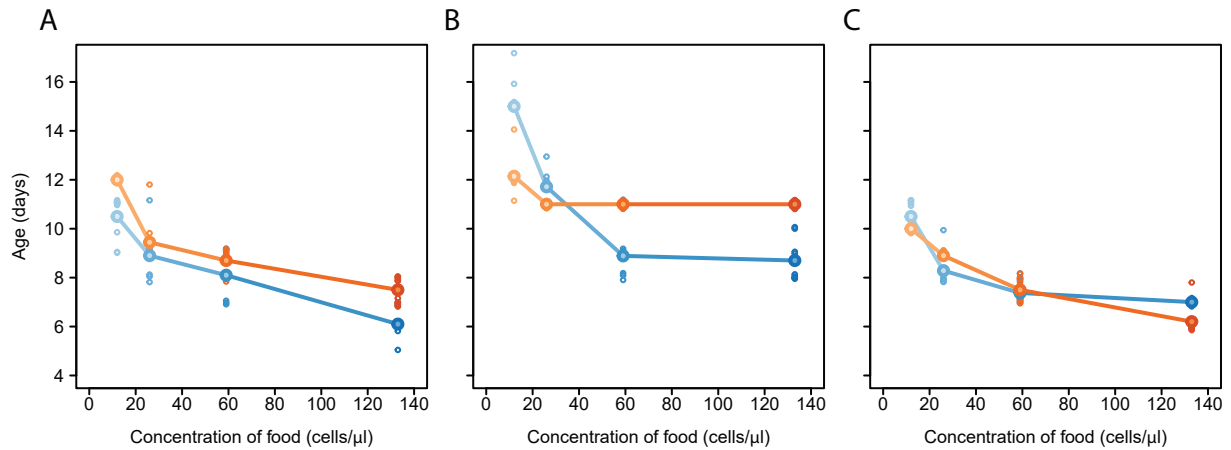 A B C
16
14
12
10
8
6
4
Age (days)
0 20 40 60 80 100 120 140 0 20 40 60 80 100 120 140 0 20 40 60 80 100 120 140
Concentration of food (cells/µl) Concentration of food (cells/µl) Concentration of food (cells/µl)